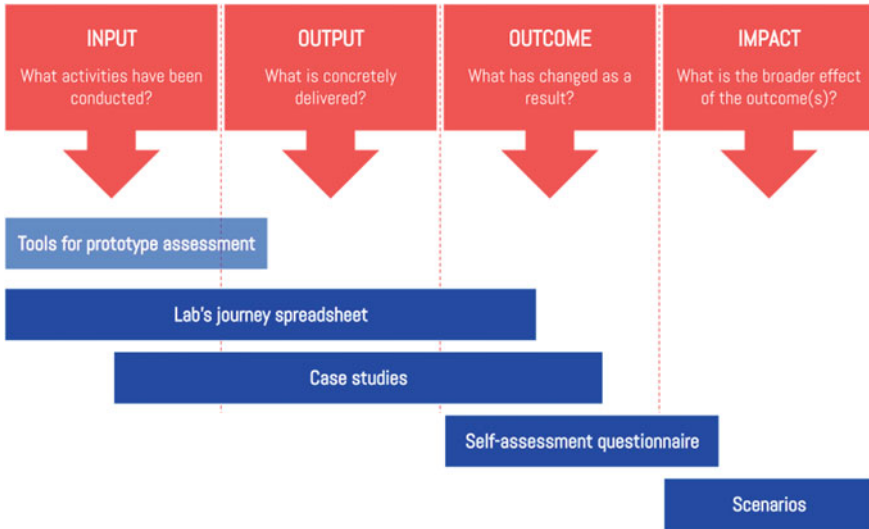 INPUT
What activities have been
conducted?
OUTPUT
What is concretely
delivered?
OUTCOME
What has changed as a
result?
IMPACT
What is the broader effect
of the outcome(s)?
Tools for prototype assessment
Lab's journey spreadsheet
Case studies
Self-assessment questionnaire
Scenarios